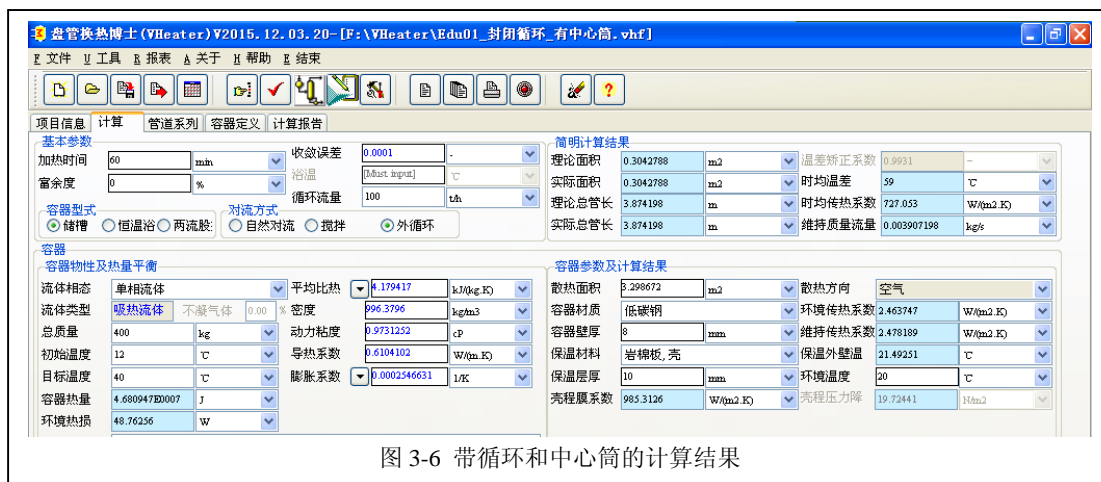 盘管换热博士(VHeater)V2015.12.03.20-[F:\VHeater\Edu01_封闭循环_有中心筒.vhf]
F 文件 U 工具 R 报表 A 关于 H 帮助 E 结束
项目信息 计算 管道系列 容器定义 计算报告
基本参数 简明计算结果
加热时间 60 min 收敛误差 0.0001 - 理论面积 0.3042788 m2 温差矫正系数 0.9931 -
富余度 0 % 浴温 [Must input] ℃ 实际面积 0.3042788 m2 时均温差 59 ℃
循环流量 100 t/h 理论总管长 3.874198 m 时均传热系数 727.053 W/(m2.K)
容器型式 对流方式
储槽 恒温浴 两流股: 自然对流 搅拌 外循环 实际总管长 3.874198 m 维持质量流量 0.003907198 kg/s
容器
容器物性及热量平衡 容器参数及计算结果
流体相态 单相流体 平均比热 4.179417 kJ/(kg.K) 散热面积 3.298672 m2 散热方向 空气
流体类型 吸热流体 不凝气体 0.00 % 密度 996.3796 kg/m3 容器材质 低碳钢 环境传热系数 2.463747 W/(m2.K)
总质量 400 kg 动力粘度 0.9731252 cP 容器壁厚 8 mm 维持传热系数 2.478189 W/(m2.K)
初始温度 12 ℃ 导热系数 0.6104102 W/(m.K) 保温材料 岩棉板,壳 保温外壁温 21.49251 ℃
目标温度 40 ℃ 膨胀系数 0.0002546631 1/K 保温层厚 10 mm 环境温度 20 ℃
容器热量 4.680947E0007 J 壳程膜系数 985.3126 W/(m2.K) 壳程压力降 19.72441 N/m2
环境热损 48.76256 W
图 3-6 带循环和中心筒的计算结果